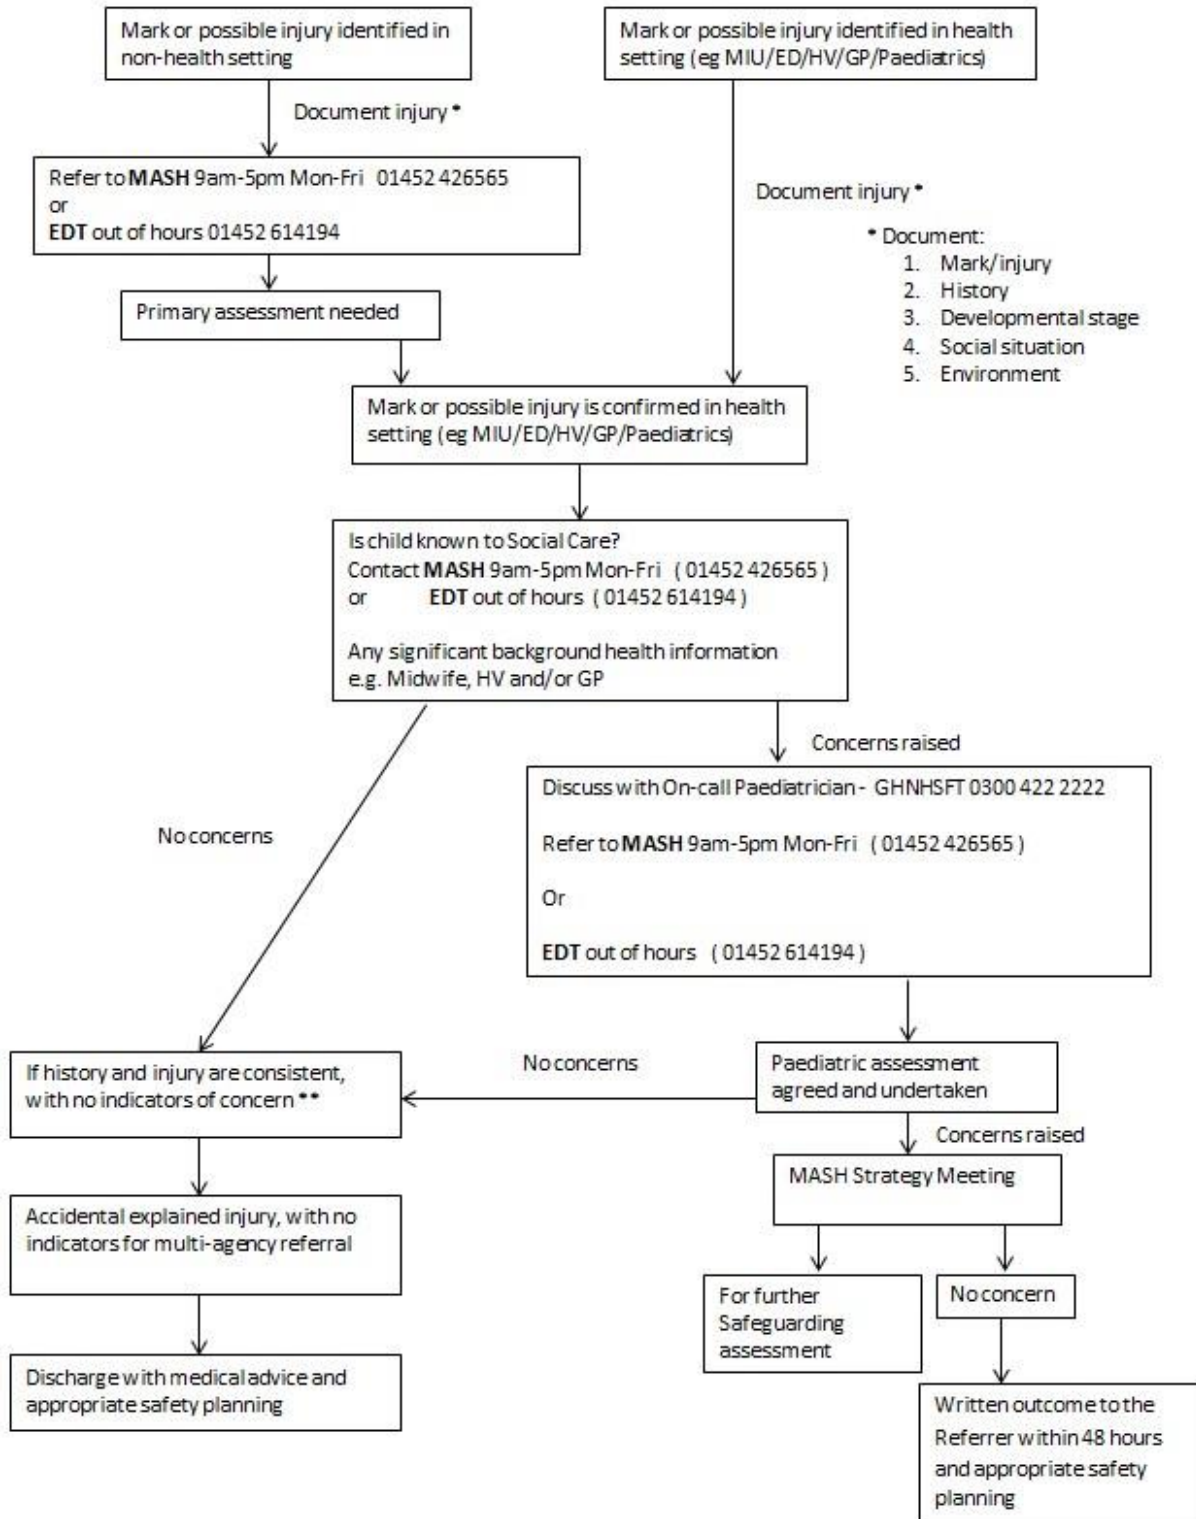 Mark or possible injury identified in
non-health setting
Mark or possible injury identified in health
setting (eg MIU/ED/HV/GP/Paediatrics)
Document injury *
Refer to MASH 9am-5pm Mon-Fri 01452 426565
or
EDT out of hours 01452 614194
Document injury *
* Document:
1. Mark/injury
2. History
3. Developmental stage
4. Social situation
5. Environment
Primary assessment needed
Mark or possible injury is confirmed in health
setting (eg MIU/ED/HV/GP/Paediatrics)
Is child known to Social Care?
Contact MASH 9am-5pm Mon-Fri ( 01452 426565 )
or EDT out of hours ( 01452 614194 )
Any significant background health information
e.g. Midwife, HV and/or GP
Concerns raised
No concerns
Discuss with On-call Paediatrician - GHNHSFT 0300 422 2222
Refer to MASH 9am-5pm Mon-Fri ( 01452 426565 )
Or
EDT out of hours ( 01452 614194 )
If history and injury are consistent,
with no indicators of concern **
No concerns
Paediatric assessment
agreed and undertaken
Concerns raised
MASH Strategy Meeting
Accidental explained injury, with no
indicators for multi-agency referral
For further
Safeguarding
assessment
No concern
Discharge with medical advice and
appropriate safety planning
Written outcome to the
Referrer within 48 hours
and appropriate safety
planning